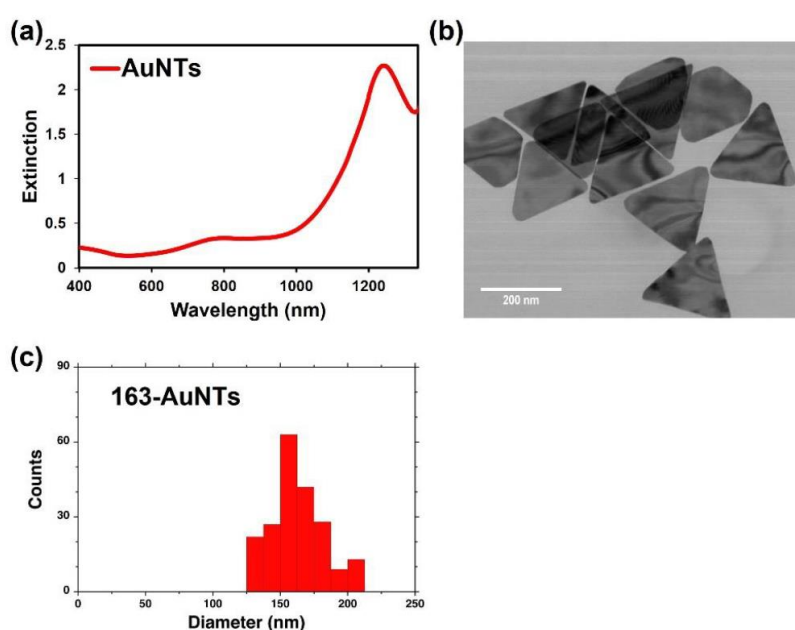 (a)
2.5
2
1.5
1
0.5
0
Extinction
AuNTs
400 600 800 1000 1200
Wavelength (nm)
(b)
200 nm
(c)
90
60
30
0
Counts
163-AuNTs
0 50 100 150 200 250
Diameter (nm)